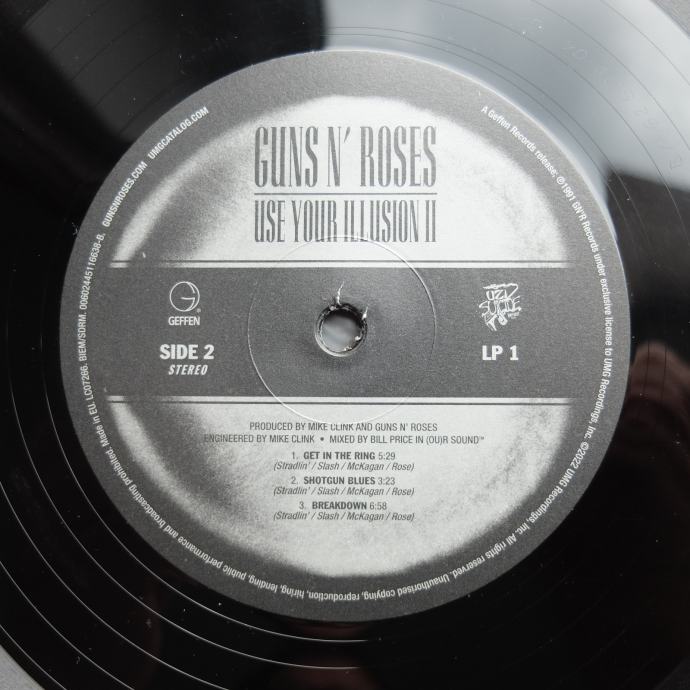 GUNS N' ROSES
USE YOUR ILLUSION II
GEFFEN
®
SIDE 2
STEREO
SUICIDE
LP 1
PRODUCED BY MIKE CLINK AND GUNS N' ROSES
ENGINEERED BY MIKE CLINK • MIXED BY BILL PRICE IN (OU)R SOUND™
1. GET IN THE RING 5:29
(Stradlin' / Slash / McKagan / Rose)
2. SHOTGUN BLUES 3:23
(Stradlin' / Slash / McKagan / Rose)
3. BREAKDOWN 6:58
(Stradlin' / Slash / McKagan / Rose)
A Geffen Records release; ℗1991 GN'R Records under exclusive license to UMG Recordings, Inc. ©2022 UMG Recordings, Inc. All rights reserved. Unauthorised copying, reproduction, hiring, lending, public performance and broadcasting prohibited. Made in EU. LC07266. BIEM/SDRM. 00602445116638-B. GUNSNROSES.COM UMGCATALOG.COM